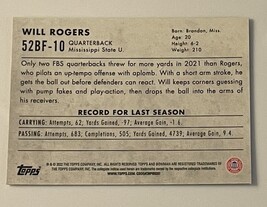 WILL ROGERS
52BF-10 QUARTERBACK
Mississippi State U.
Born: Brandon, Miss
Age: 20
Height: 6-2
Weight: 210
Only two FBS quarterbacks threw for more yards in 2021 than Rogers,
who pilots an up-tempo offense with aplomb. With a short arm stroke, he
gets the ball out before defenders can hit him. Will keeps corners
guessing with pump fakes and play-action, then drops the ball into the arms
of his receivers.
RECORD FOR LAST SEASON
CARRYING: Attempts, 62; Yards Gained, -97; Average Gain, -1.6.
PASSING: Attempts, 683; Completions, 505; Yards Gained, 4739; Average Gain, 9.4.
Topps